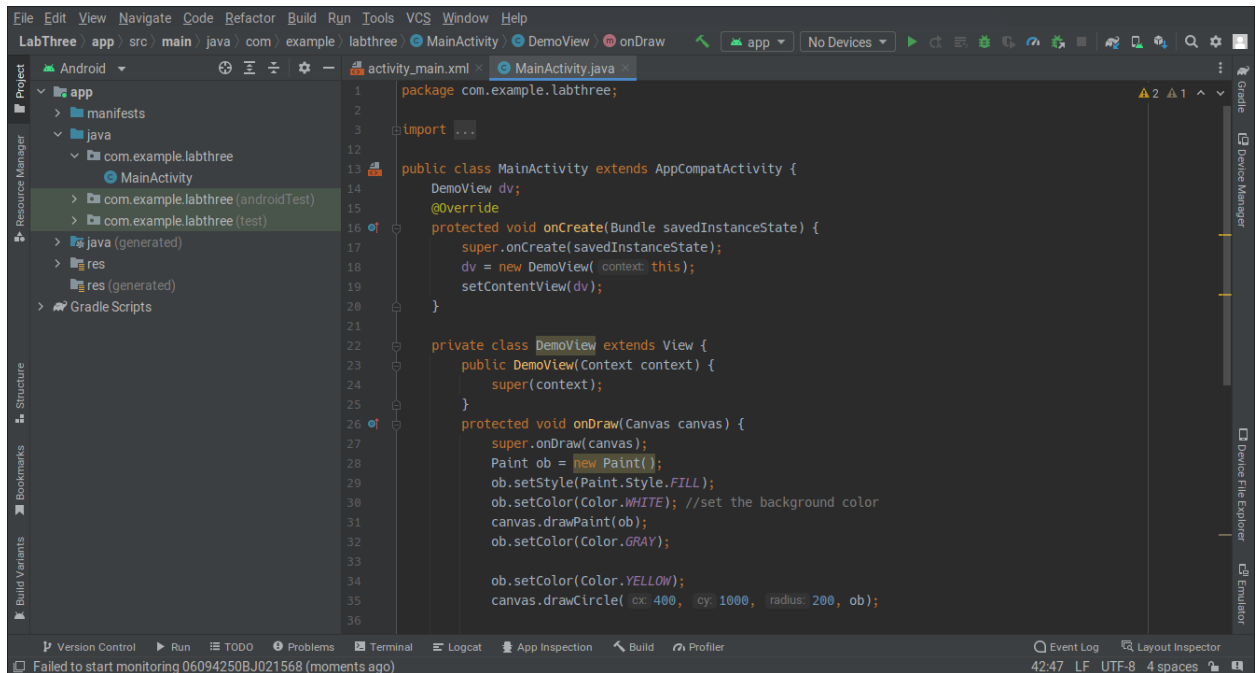 File Edit View Navigate Code Refactor Build Run Tools VCS Window Help
LabThree app src main java com example labthree MainActivity DemoView onDraw app No Devices
Project
Resource Manager
Structure
Bookmarks
Build Variants
Android
app
manifests
java
com.example.labthree
MainActivity
com.example.labthree (androidTest)
com.example.labthree (test)
java (generated)
res
res (generated)
Gradle Scripts
activity_main.xml MainActivity.java
2 1
1 package com.example.labthree;
2
3 import ...
12
13 public class MainActivity extends AppCompatActivity {
14 DemoView dv;
15 @Override
16 protected void onCreate(Bundle savedInstanceState) {
17 super.onCreate(savedInstanceState);
18 dv = new DemoView( context: this);
19 setContentView(dv);
20 }
21
22 private class DemoView extends View {
23 public DemoView(Context context) {
24 super(context);
25 }
26 protected void onDraw(Canvas canvas) {
27 super.onDraw(canvas);
28 Paint ob = new Paint();
29 ob.setStyle(Paint.Style.FILL);
30 ob.setColor(Color.WHITE); //set the background color
31 canvas.drawPaint(ob);
32 ob.setColor(Color.GRAY);
33
34 ob.setColor(Color.YELLOW);
35 canvas.drawCircle( cx: 400, cy: 1000, radius: 200, ob);
36
Gradle
Device Manager
Device File Explorer
Emulator
Version Control Run TODO Problems Terminal Logcat App Inspection Build Profiler Event Log Layout Inspector
Failed to start monitoring 06094250BJ021568 (moments ago) 42:47 LF UTF-8 4 spaces